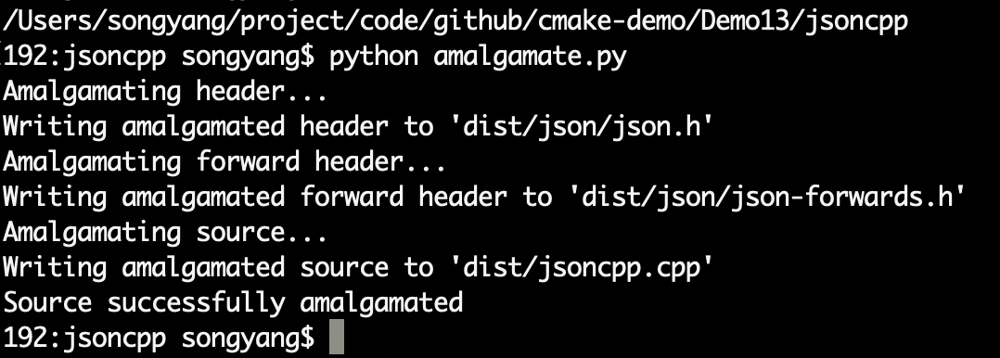 /Users/songyang/project/code/github/cmake-demo/Demo13/jsoncpp
192:jsoncpp songyang$ python amalgamate.py
Amalgamating header...
Writing amalgamated header to 'dist/json/json.h'
Amalgamating forward header...
Writing amalgamated forward header to 'dist/json/json-forwards.h'
Amalgamating source...
Writing amalgamated source to 'dist/jsoncpp.cpp'
Source successfully amalgamated
192:jsoncpp songyang$